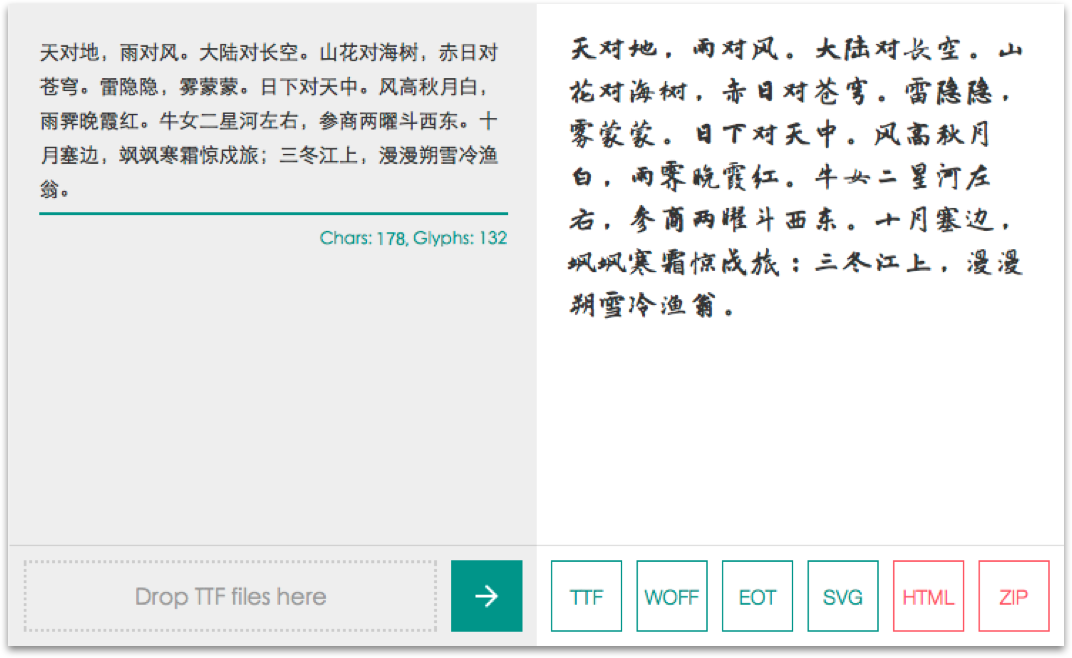 天对地，雨对风。大陆对长空。山花对海树，赤日对
苍穹。雷隐隐，雾蒙蒙。日下对天中。风高秋月白，
雨霁晚霞红。牛女二星河左右，参商两曜斗西东。十
月塞边，飒飒寒霜惊戍旅；三冬江上，漫漫朔雪冷渔
翁。
Chars: 178, Glyphs: 132
Drop TTF files here
天对地，雨对风。大陆对长空。山
花对海树，赤日对苍穹。雷隐隐，
雾蒙蒙。日下对天中。风高秋月
白，雨霁晚霞红。牛女二星河左
右，参商两曜斗西东。十月塞边，
飒飒寒霜惊戍旅；三冬江上，漫漫
朔雪冷渔翁。
TTF
WOFF
EOT
SVG
HTML
ZIP